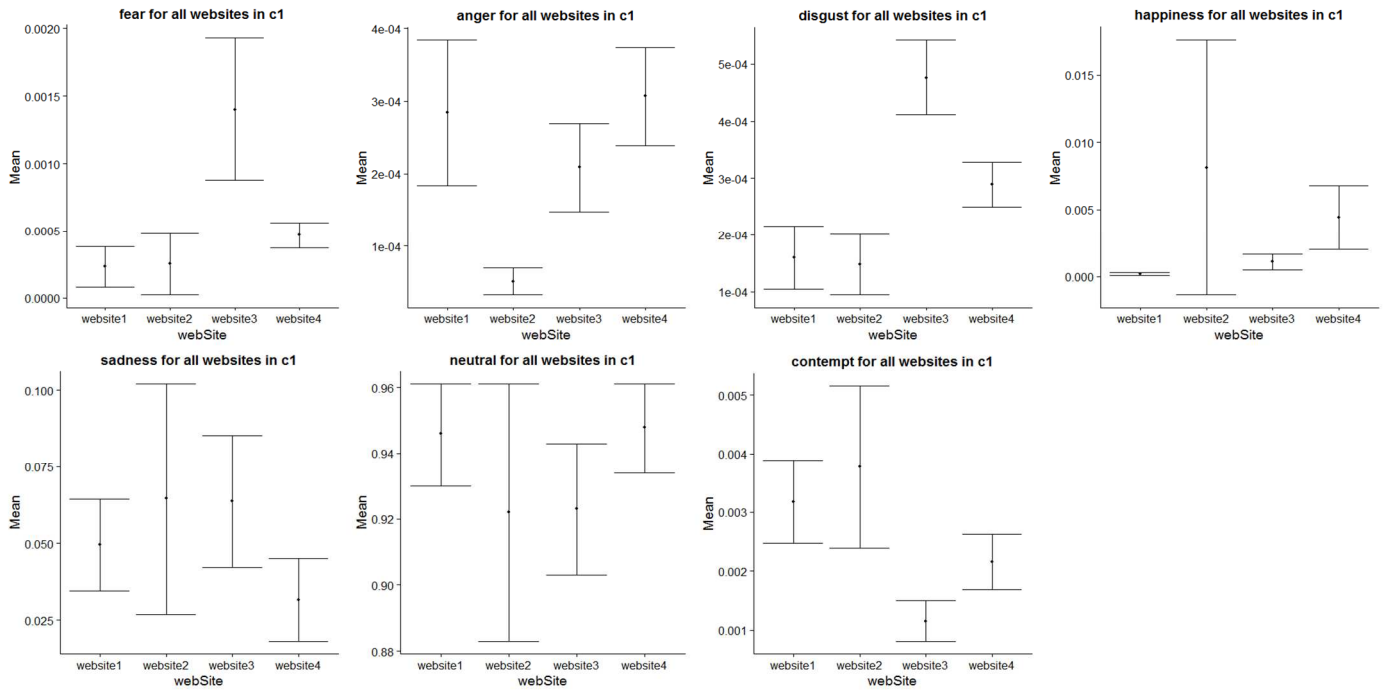 fear for all websites in c1
Mean
0.0020
0.0015
0.0010
0.0005
0.0000
website1 website2 website3 website4
webSite
anger for all websites in c1
Mean
4e-04
3e-04
2e-04
1e-04
website1 website2 website3 website4
webSite
disgust for all websites in c1
Mean
5e-04
4e-04
3e-04
2e-04
1e-04
website1 website2 website3 website4
webSite
happiness for all websites in c1
Mean
0.015
0.010
0.005
0.000
website1 website2 website3 website4
webSite
sadness for all websites in c1
Mean
0.100
0.075
0.050
0.025
website1 website2 website3 website4
webSite
neutral for all websites in c1
Mean
0.96
0.94
0.92
0.90
0.88
website1 website2 website3 website4
webSite
contempt for all websites in c1
Mean
0.005
0.004
0.003
0.002
0.001
website1 website2 website3 website4
webSite